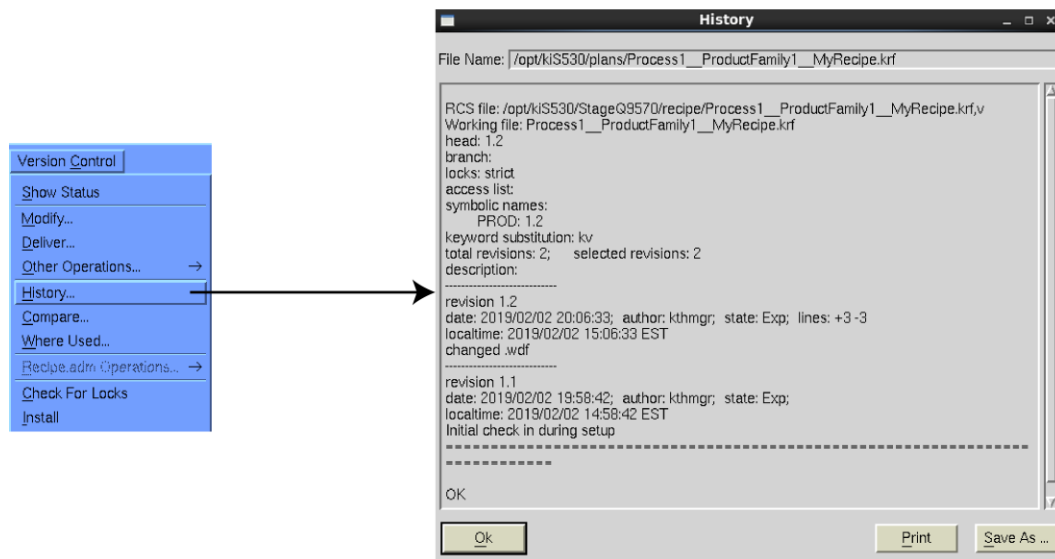 Version Control
Show Status
Modify...
Deliver...
Other Operations... →
History...
Compare...
Where Used...
Recipe.adm Operations... →
Check For Locks
Install
History
File Name: /opt/kiS530/plans/Process1__ProductFamily1__MyRecipe.krf
RCS file: /opt/kiS530/StageQ9570/recipe/Process1__ProductFamily1__MyRecipe.krf,v
Working file: Process1__ProductFamily1__MyRecipe.krf
head: 1.2
branch:
locks: strict
access list:
symbolic names:
PROD: 1.2
keyword substitution: kv
total revisions: 2; selected revisions: 2
description:
----------------------------
revision 1.2
date: 2019/02/02 20:06:33; author: kthmgr; state: Exp; lines: +3 -3
localtime: 2019/02/02 15:06:33 EST
changed .wdf
----------------------------
revision 1.1
date: 2019/02/02 19:58:42; author: kthmgr; state: Exp;
localtime: 2019/02/02 14:58:42 EST
Initial check in during setup
=================================================================
============
OK
Ok
Print
Save As ...